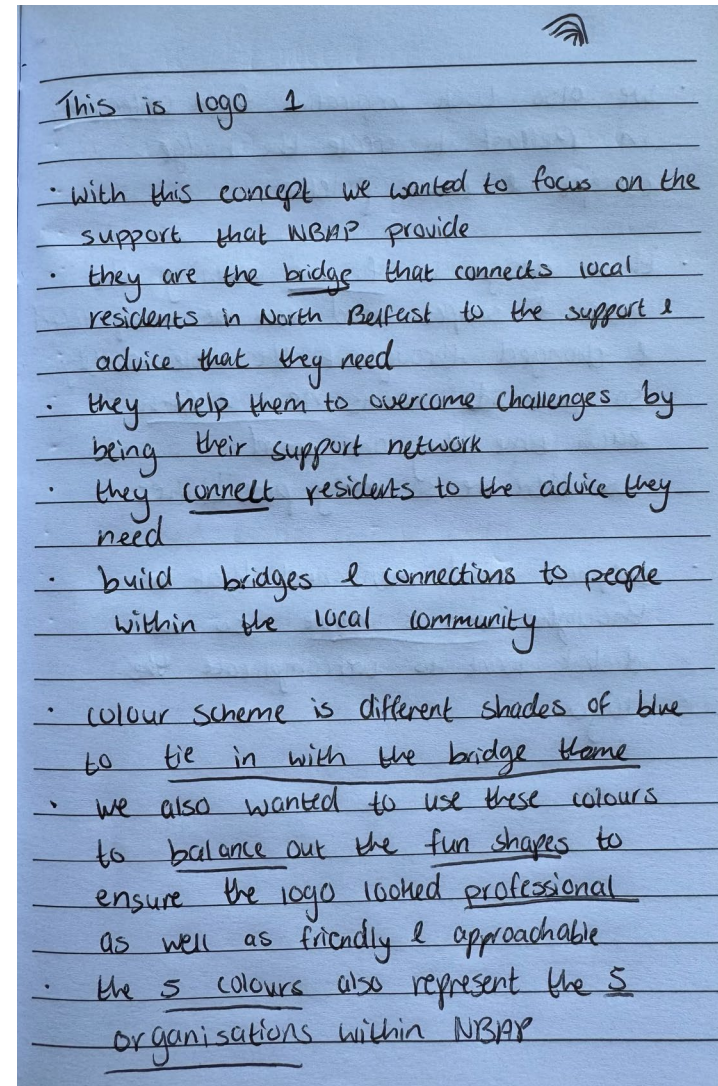 This is logo 1
· with this concept we wanted to focus on the
support that NBAP provide
· they are the bridge that connects local
residents in North Belfast to the support &
advice that they need
· they help them to overcome challenges by
being their support network
· they connect residents to the advice they
need
· build bridges & connections to people
within the local community
· colour scheme is different shades of blue
to tie in with the bridge theme
· we also wanted to use these colours
to balance out the fun shapes to
ensure the logo looked professional
as well as friendly & approachable
· the 5 colours also represent the 5
organisations within NBAP